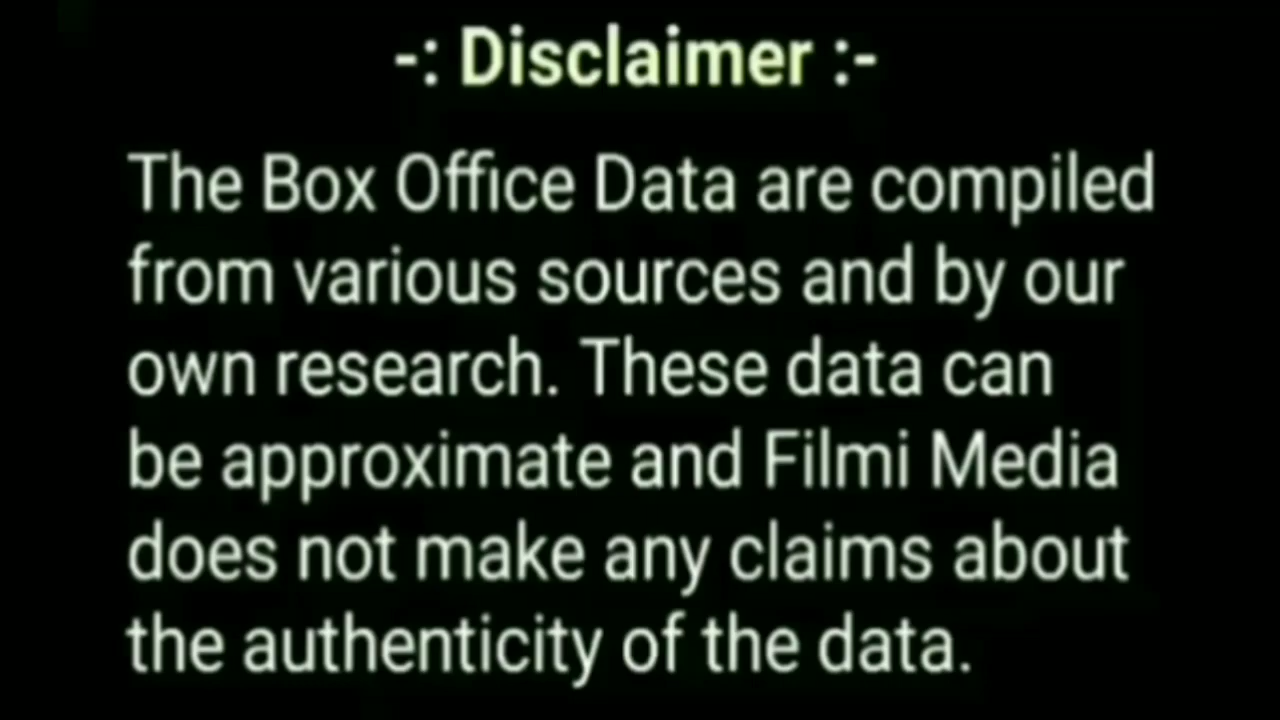 -: Disclaimer :-
The Box Office Data are compiled
from various sources and by our
own research. These data can
be approximate and Filmi Media
does not make any claims about
the authenticity of the data.